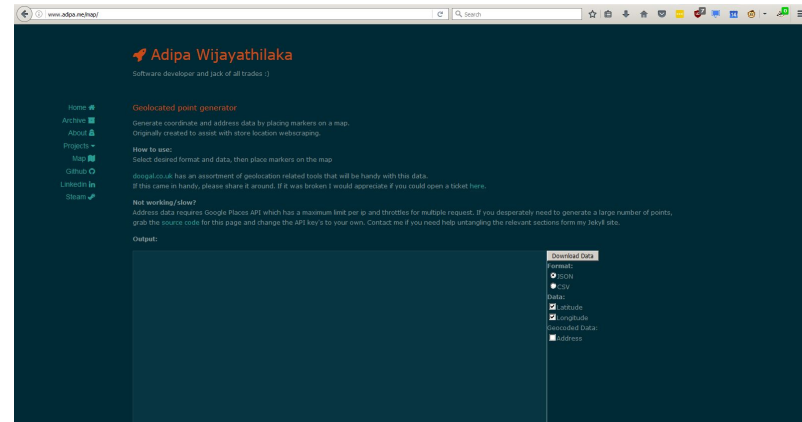 www.adipa.me/map/
Search
Adipa Wijayathilaka
Software developer and jack of all trades :)
Home
Archive
About
Projects
Map
Github
Linkedin
Steam
Geolocated point generator
Generate coordinate and address data by placing markers on a map.
Originally created to assist with store location webscraping.
How to use:
Select desired format and data, then place markers on the map
doogal.co.uk has an assortment of geolocation related tools that will be handy with this data.
If this came in handy, please share it around. If it was broken I would appreciate if you could open a ticket here.
Not working/slow?
Address data requires Google Places API which has a maximum limit per ip and throttles for multiple request. If you desperately need to generate a large number of points,
grab the source code for this page and change the API key's to your own. Contact me if you need help untangling the relevant sections form my Jekyll site.
Output:
Download Data
Format:
JSON
CSV
Data:
Latitude
Longitude
Geocoded Data:
Address